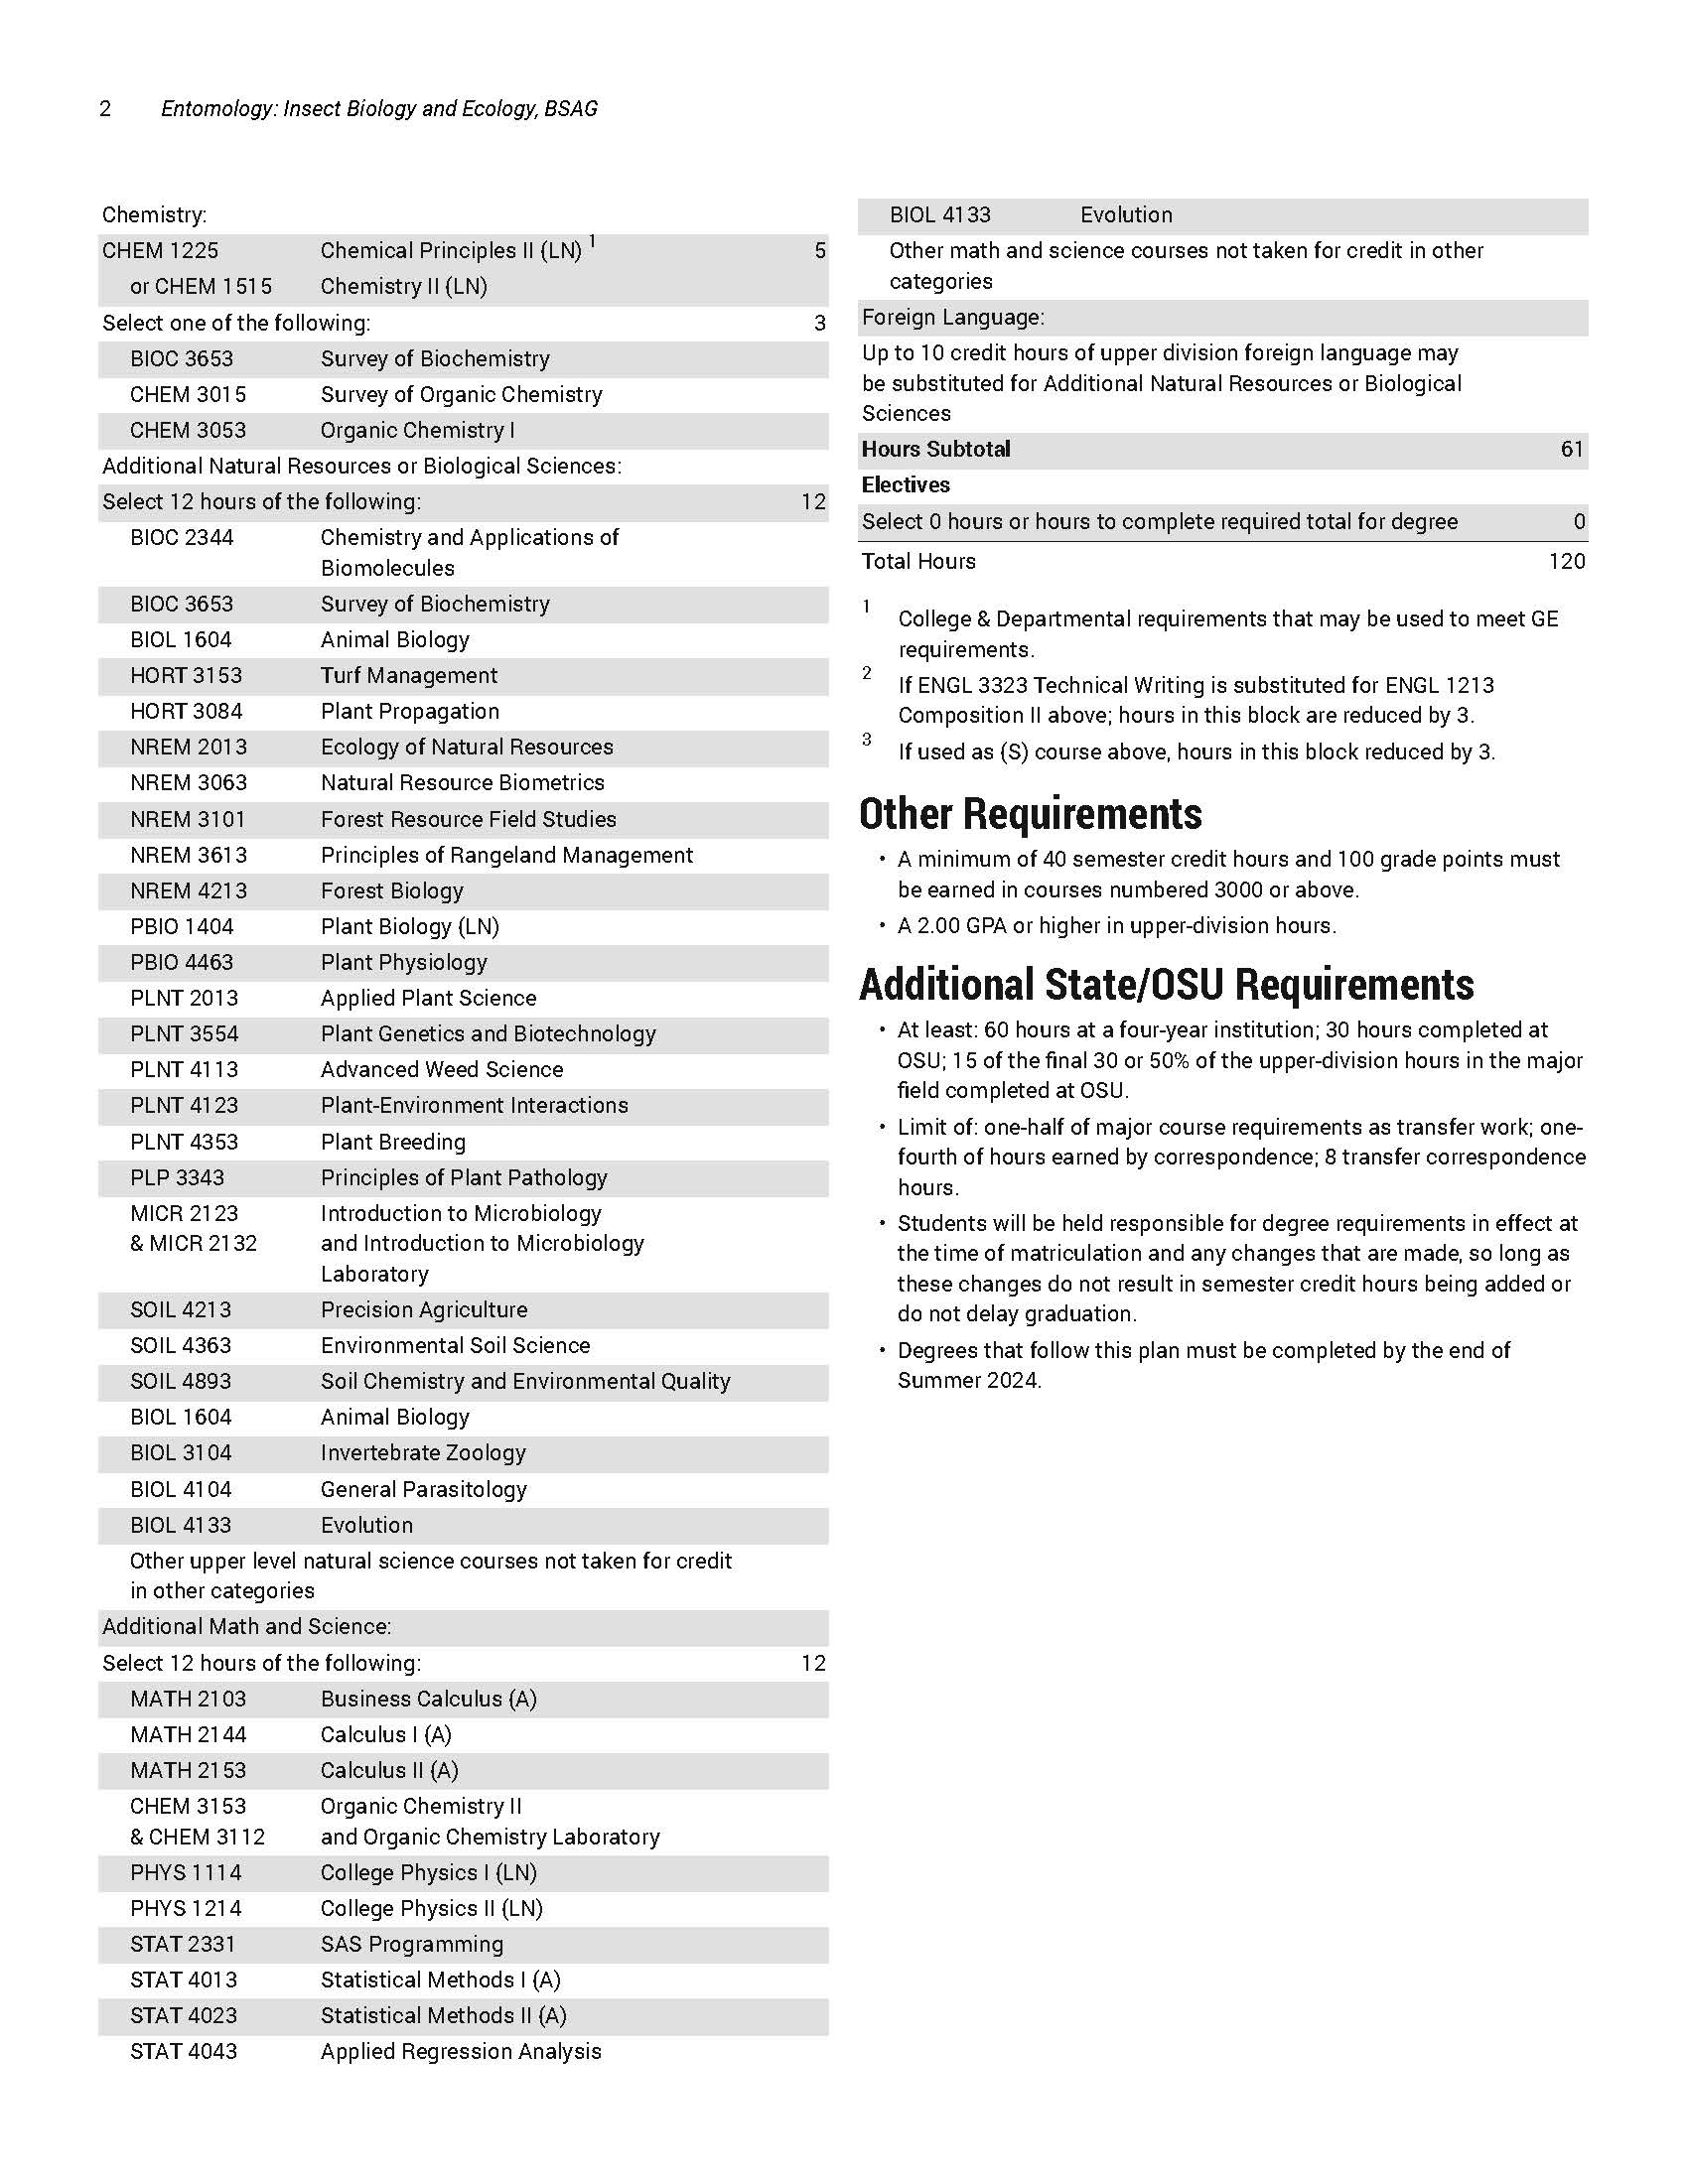 2 Entomology: Insect Biology and Ecology, BSAG
Chemistry:
CHEM 1225 Chemical Principles II (LN) 1 5
or CHEM 1515 Chemistry II (LN)
Select one of the following: 3
BIOC 3653 Survey of Biochemistry
CHEM 3015 Survey of Organic Chemistry
CHEM 3053 Organic Chemistry I
Additional Natural Resources or Biological Sciences:
Select 12 hours of the following: 12
BIOC 2344 Chemistry and Applications of
Biomolecules
BIOC 3653 Survey of Biochemistry
BIOL 1604 Animal Biology
HORT 3153 Turf Management
HORT 3084 Plant Propagation
NREM 2013 Ecology of Natural Resources
NREM 3063 Natural Resource Biometrics
NREM 3101 Forest Resource Field Studies
NREM 3613 Principles of Rangeland Management
NREM 4213 Forest Biology
PBIO 1404 Plant Biology (LN)
PBIO 4463 Plant Physiology
PLNT 2013 Applied Plant Science
PLNT 3554 Plant Genetics and Biotechnology
PLNT 4113 Advanced Weed Science
PLNT 4123 Plant-Environment Interactions
PLNT 4353 Plant Breeding
PLP 3343 Principles of Plant Pathology
MICR 2123 Introduction to Microbiology
& MICR 2132 and Introduction to Microbiology
Laboratory
SOIL 4213 Precision Agriculture
SOIL 4363 Environmental Soil Science
SOIL 4893 Soil Chemistry and Environmental Quality
BIOL 1604 Animal Biology
BIOL 3104 Invertebrate Zoology
BIOL 4104 General Parasitology
BIOL 4133 Evolution
Other upper level natural science courses not taken for credit
in other categories
Additional Math and Science:
Select 12 hours of the following: 12
MATH 2103 Business Calculus (A)
MATH 2144 Calculus I (A)
MATH 2153 Calculus II (A)
CHEM 3153 Organic Chemistry II
& CHEM 3112 and Organic Chemistry Laboratory
PHYS 1114 College Physics I (LN)
PHYS 1214 College Physics II (LN)
STAT 2331 SAS Programming
STAT 4013 Statistical Methods I (A)
STAT 4023 Statistical Methods II (A)
STAT 4043 Applied Regression Analysis
BIOL 4133 Evolution
Other math and science courses not taken for credit in other
categories
Foreign Language:
Up to 10 credit hours of upper division foreign language may
be substituted for Additional Natural Resources or Biological
Sciences
Hours Subtotal 61
Electives
Select 0 hours or hours to complete required total for degree 0
Total Hours 120
1 College & Departmental requirements that may be used to meet GE
requirements.
2 If ENGL 3323 Technical Writing is substituted for ENGL 1213
Composition II above; hours in this block are reduced by 3.
3 If used as (S) course above, hours in this block reduced by 3.
Other Requirements
• A minimum of 40 semester credit hours and 100 grade points must
be earned in courses numbered 3000 or above.
• A 2.00 GPA or higher in upper-division hours.
Additional State/OSU Requirements
• At least: 60 hours at a four-year institution; 30 hours completed at
OSU; 15 of the final 30 or 50% of the upper-division hours in the major
field completed at OSU.
• Limit of: one-half of major course requirements as transfer work; one-
fourth of hours earned by correspondence; 8 transfer correspondence
hours.
• Students will be held responsible for degree requirements in effect at
the time of matriculation and any changes that are made, so long as
these changes do not result in semester credit hours being added or
do not delay graduation.
• Degrees that follow this plan must be completed by the end of
Summer 2024.